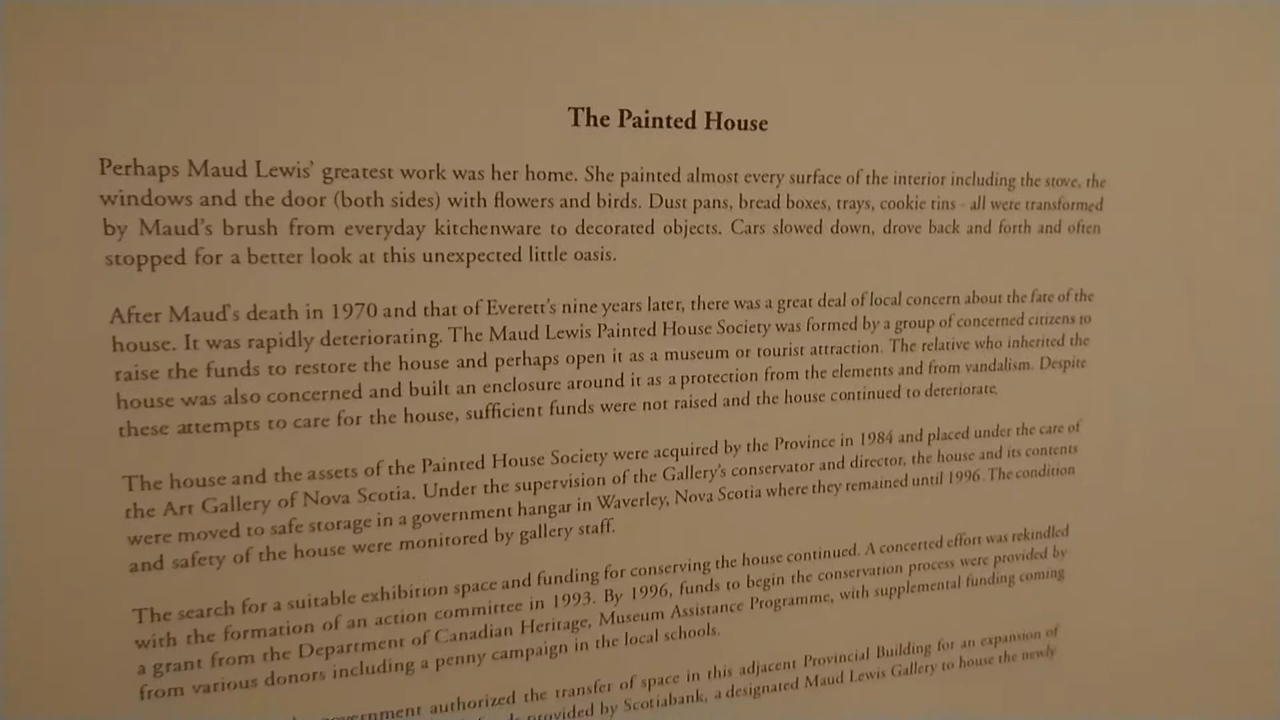 The Painted House
Perhaps Maud Lewis' greatest work was her home. She painted almost every surface of the interior including the stove, the
windows and the door (both sides) with flowers and birds. Dust pans, bread boxes, trays, cookie tins - all were transformed
by Maud's brush from everyday kitchenware to decorated objects. Cars slowed down, drove back and forth and often
stopped for a better look at this unexpected little oasis.
After Maud's death in 1970 and that of Everett's nine years later, there was a great deal of local concern about the fate of the
house. It was rapidly deteriorating. The Maud Lewis Painted House Society was formed by a group of concerned citizens to
raise the funds to restore the house and perhaps open it as a museum or tourist attraction. The relative who inherited the
house was also concerned and built an enclosure around it as a protection from the elements and from vandalism. Despite
these attempts to care for the house, sufficient funds were not raised and the house continued to deteriorate.
The house and the assets of the Painted House Society were acquired by the Province in 1984 and placed under the care of
the Art Gallery of Nova Scotia. Under the supervision of the Gallery's conservator and director, the house and its contents
were moved to safe storage in a government hangar in Waverley, Nova Scotia where they remained until 1996. The condition
and safety of the house were monitored by gallery staff.
The search for a suitable exhibition space and funding for conserving the house continued. A concerted effort was rekindled
with the formation of an action committee in 1993. By 1996, funds to begin the conservation process were provided by
a grant from the Department of Canadian Heritage, Museum Assistance Programme, with supplemental funding coming
from various donors including a penny campaign in the local schools.
authorized the transfer of space in this adjacent Provincial Building for an expansion of
provided by Scotiabank, a designated Maud Lewis Gallery to house the newly